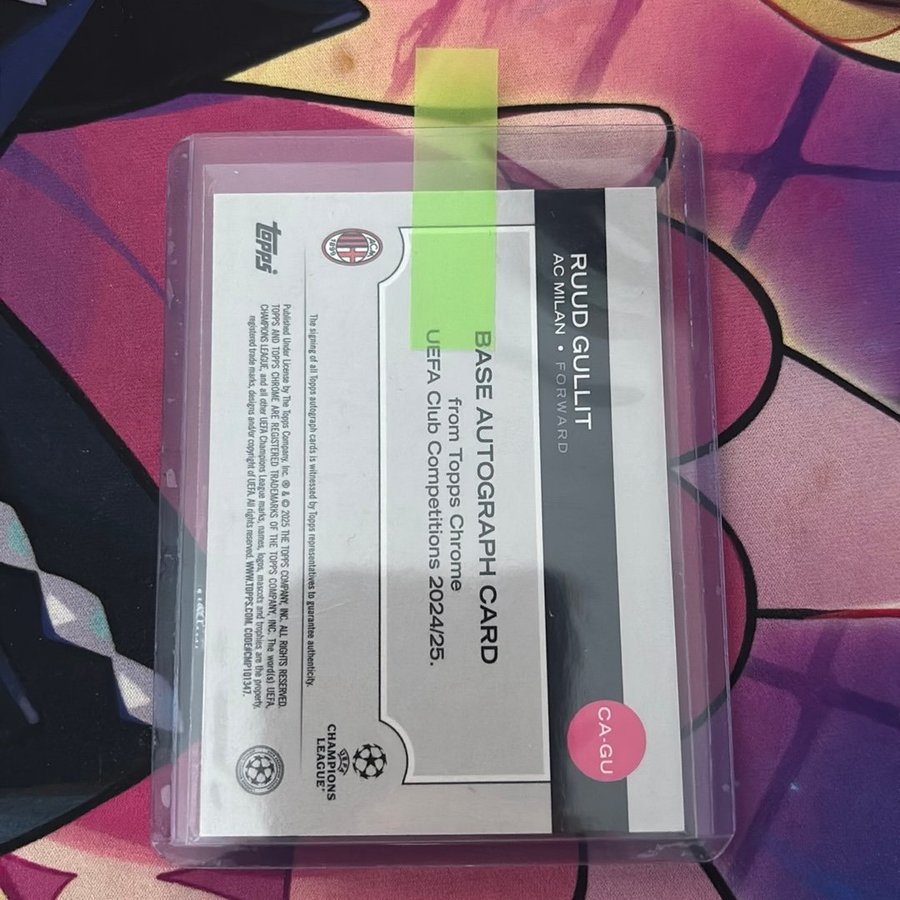 RUUD GULLIT
AC MILAN • FORWARD
CA-GU
BASE AUTOGRAPH CARD
from Topps Chrome
UEFA Club Competitions 2024/25.
ACM
1899
UEFA
CHAMPIONS
LEAGUE®
The signing of all Topps autograph cards is witnessed by Topps representatives to guarantee authenticity.
topps
Published Under License by The Topps Company, Inc. ® & © 2025 THE TOPPS COMPANY, INC. ALL RIGHTS RESERVED.
TOPPS AND TOPPS CHROME ARE REGISTERED TRADEMARKS OF THE TOPPS COMPANY, INC. The word(s) UEFA,
CHAMPIONS LEAGUE, and all other UEFA Champions League marks, names, logos, mascots and trophies are the property,
registered trade marks, designs and/or copyright of UEFA. All rights reserved. WWW.TOPPS.COM. CODE#CMP101347.